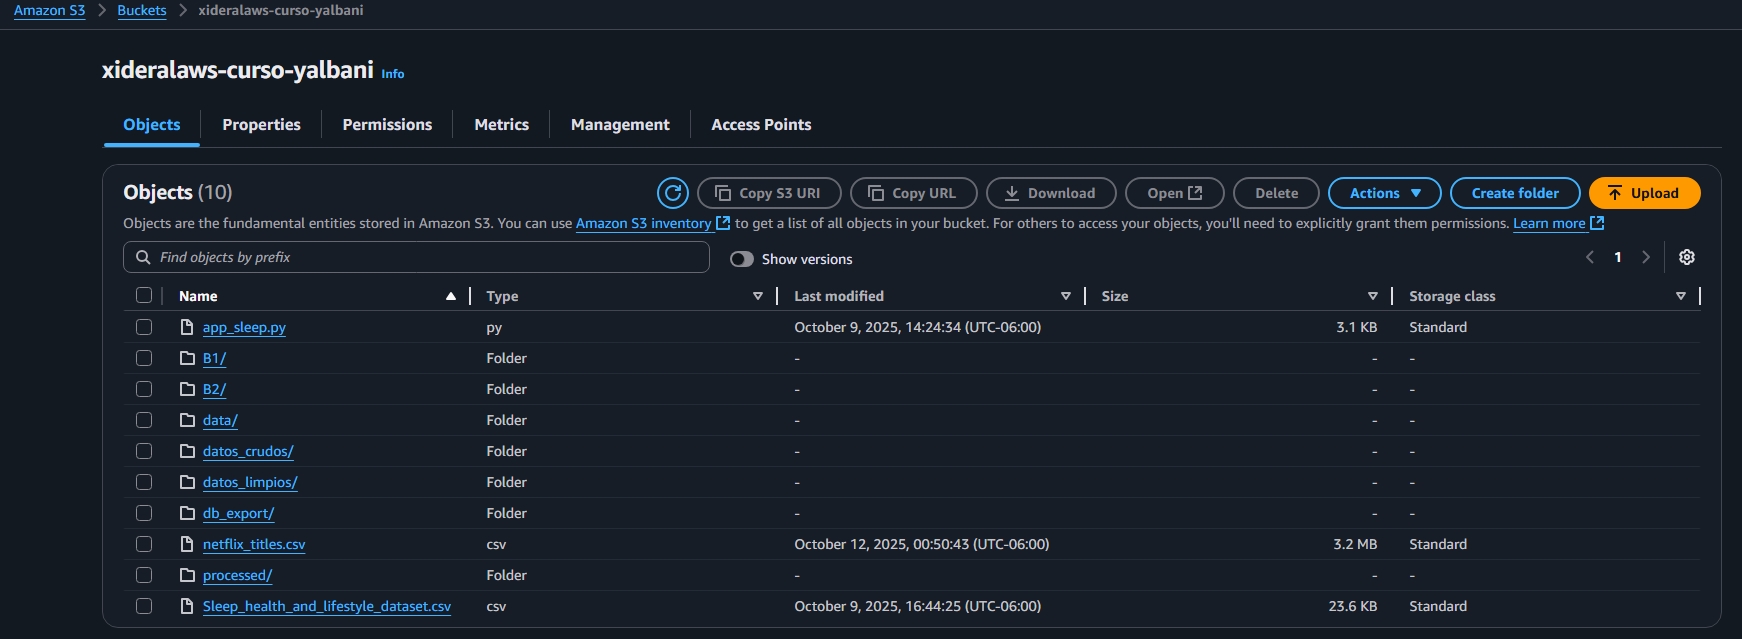 Amazon S3 > Buckets > xideralaws-curso-yalbani
xideralaws-curso-yalbani Info
Objects Properties Permissions Metrics Management Access Points
Objects (10) Copy S3 URI Copy URL Download Open Delete Actions Create folder Upload
Objects are the fundamental entities stored in Amazon S3. You can use Amazon S3 inventory to get a list of all objects in your bucket. For others to access your objects, you'll need to explicitly grant them permissions. Learn more
Find objects by prefix Show versions 1
Name Type Last modified Size Storage class
app_sleep.py py October 9, 2025, 14:24:34 (UTC-06:00) 3.1 KB Standard
B1/ Folder - - -
B2/ Folder - - -
data/ Folder - - -
datos_crudos/ Folder - - -
datos_limpios/ Folder - - -
db_export/ Folder - - -
netflix_titles.csv csv October 12, 2025, 00:50:43 (UTC-06:00) 3.2 MB Standard
processed/ Folder - - -
Sleep_health_and_lifestyle_dataset.csv csv October 9, 2025, 16:44:25 (UTC-06:00) 23.6 KB Standard